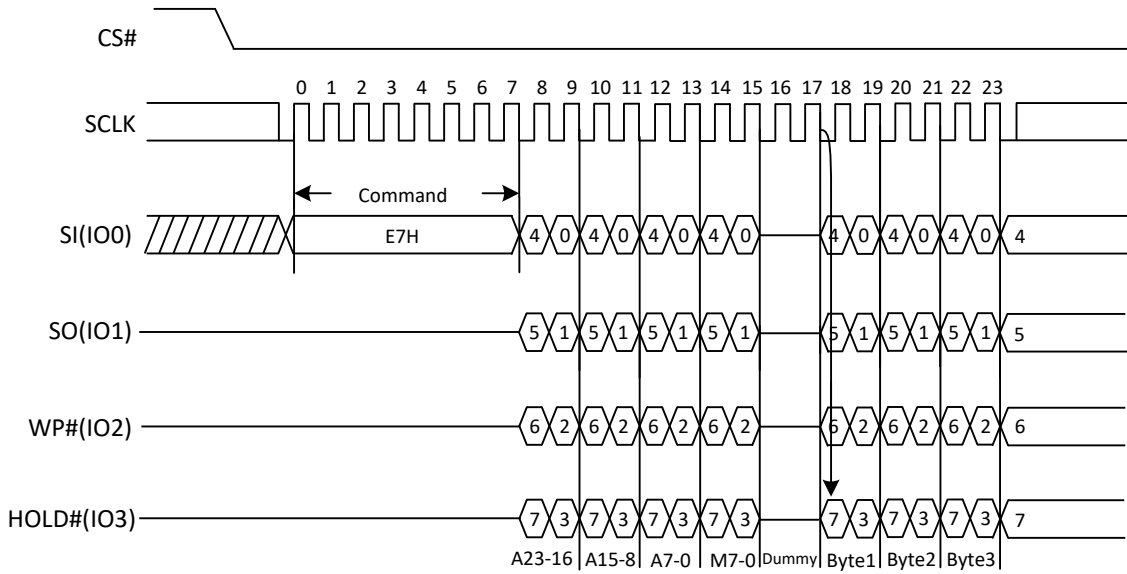 CS#
0 1 2 3 4 5 6 7 8 9 10 11 12 13 14 15 16 17 18 19 20 21 22 23
SCLK
Command
SI(IO0) E7H 4 0 4 0 4 0 4 0 4 0 4 0 4 0 4
SO(IO1) 5 1 5 1 5 1 5 1 5 1 5 1 5 1 5
WP#(IO2) 6 2 6 2 6 2 6 2 6 2 6 2 6 2 6
HOLD#(IO3) 7 3 7 3 7 3 7 3 7 3 7 3 7 3 7
A23-16 A15-8 A7-0 M7-0 Dummy Byte1 Byte2 Byte3